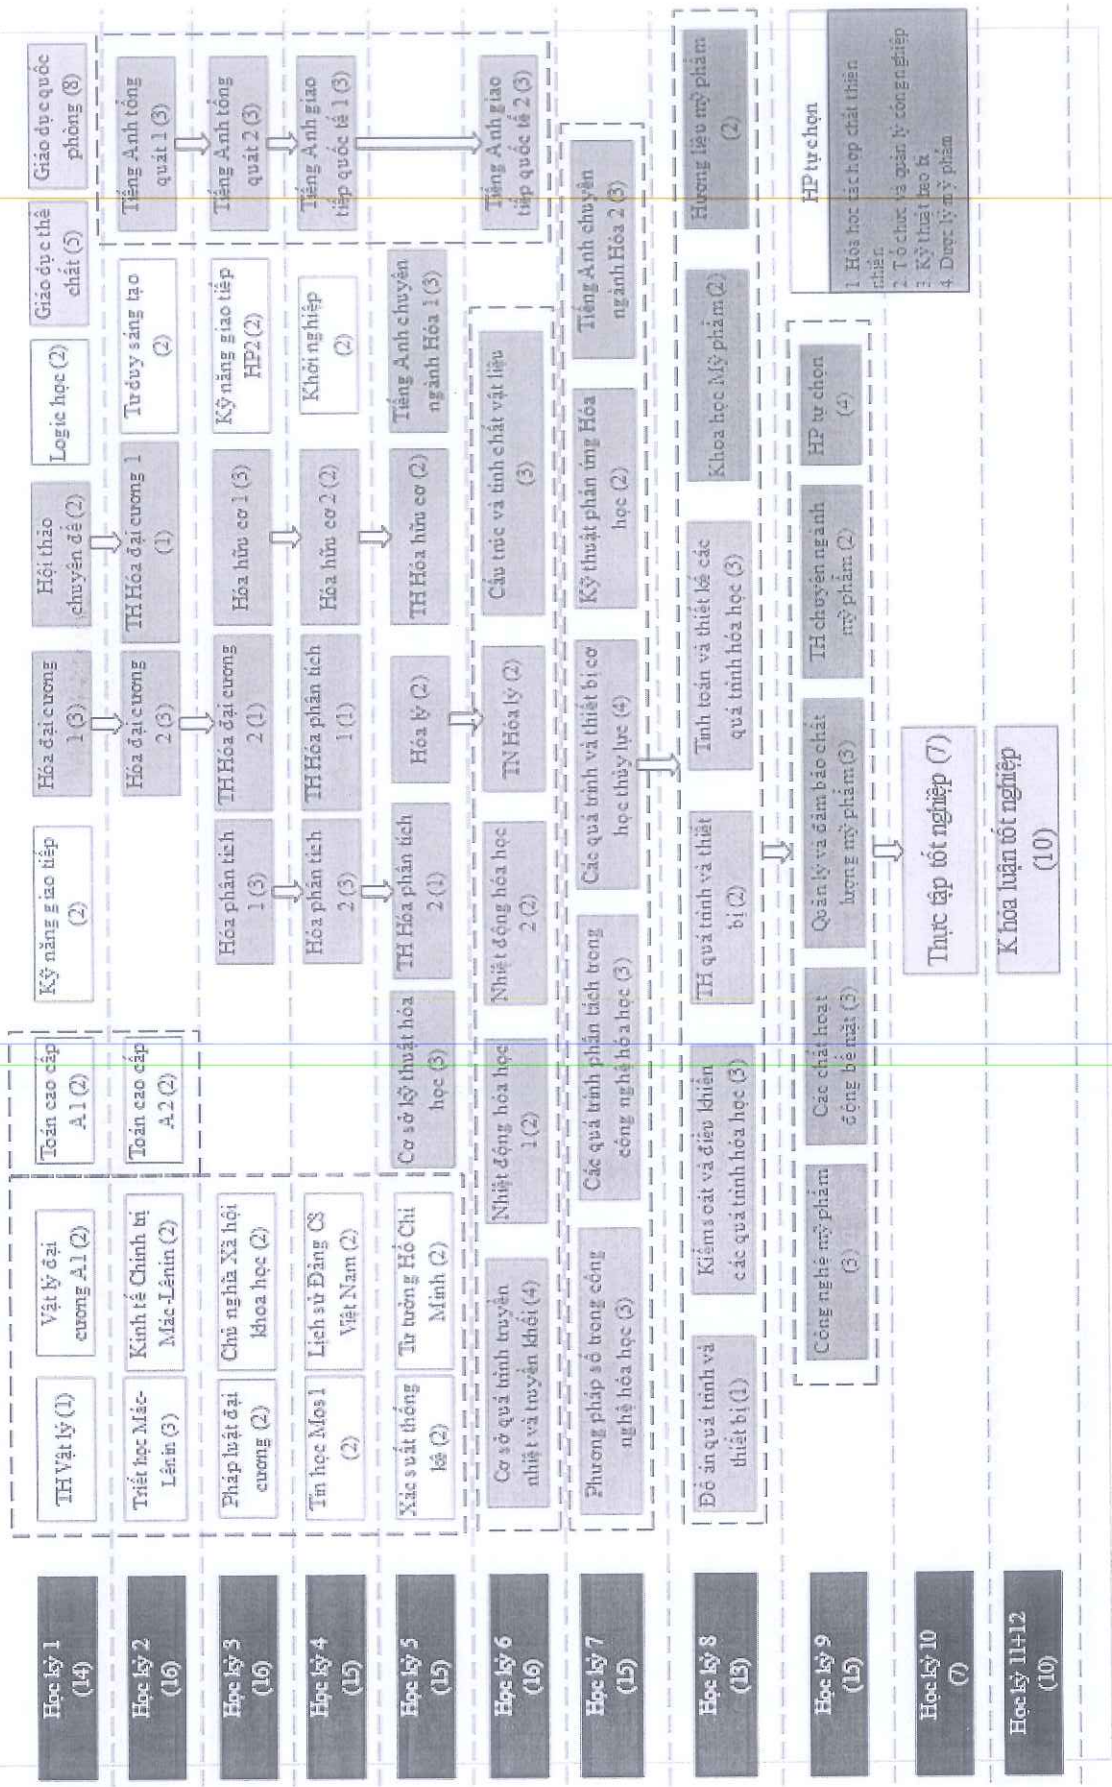 Học kỳ 1
(14)
TH Vật lý (1)
Vật lý đại
cương A1 (2)
Toán cao cấp
A1 (2)
Kỹ năng giao tiếp
(2)
Hóa đại cương
1 (3)
Hội thảo
chuyên đề (2)
Logic học (2)
Giáo dục thể
chất (5)
Giáo dục quốc
phòng (8)
Học kỳ 2
(16)
Triết học Mác-
Lênin (3)
Kinh tế Chính trị
Mác-Lênin (2)
Toán cao cấp
A2 (2)
Hóa đại cương
2 (3)
TH Hóa đại cương 1
(1)
Tư duy sáng tạo
(2)
Tiếng Anh tổng
quát 1 (3)
Học kỳ 3
(16)
Pháp luật đại
cương (2)
Chủ nghĩa Xã hội
khoa học (2)
Hóa phân tích
1 (3)
TH Hóa đại cương
2 (1)
Hóa hữu cơ 1 (3)
Kỹ năng giao tiếp
HP2 (2)
Tiếng Anh tổng
quát 2 (3)
Học kỳ 4
(15)
Tin học Mos 1
(2)
Lịch sử Đảng CS
Việt Nam (2)
Hóa phân tích
2 (3)
TH Hóa phân tích
1 (1)
Hóa hữu cơ 2 (2)
Khởi nghiệp
(2)
Tiếng Anh giao
tiếp quốc tế 1 (3)
Học kỳ 5
(15)
Xác suất thống
kê (2)
Tư tưởng Hồ Chí
Minh (2)
Cơ sở kỹ thuật hóa
học (3)
TH Hóa phân tích
2 (1)
Hóa lý (2)
TH Hóa hữu cơ (2)
Tiếng Anh chuyên
ngành Hóa 1 (3)
Học kỳ 6
(16)
Cơ sở quá trình truyền
nhiệt và truyền khối (4)
Nhiệt động hóa học
1 (2)
Nhiệt động hóa học
2 (2)
TN Hóa lý (2)
Cấu trúc và tính chất vật liệu
(3)
Tiếng Anh giao
tiếp quốc tế 2 (3)
Học kỳ 7
(15)
Phương pháp số trong công
nghệ hóa học (3)
Các quá trình phân tích trong
công nghệ hóa học (3)
Các quá trình và thiết bị cơ
học thủy lực (4)
Kỹ thuật phản ứng Hóa
học (2)
Tiếng Anh chuyên
ngành Hóa 2 (3)
Học kỳ 8
(13)
Đồ án quá trình và
thiết bị (1)
Kiểm soát và điều khiển
các quá trình hóa học (3)
TH quá trình và thiết
bị (2)
Tính toán và thiết kế các
quá trình hóa học (3)
Khoa học Mỹ phẩm (2)
Hương liệu mỹ phẩm
(2)
Học kỳ 9
(15)
Công nghệ mỹ phẩm
(3)
Các chất hoạt
động bề mặt (3)
Quản lý và đảm bảo chất
lượng mỹ phẩm (3)
TH chuyên ngành
mỹ phẩm (2)
HP tự chọn
(4)
HP tự chọn
1 Hóa học các hợp chất thiên
nhiên
2 Tổ chức và quản lý công nghiệp
3 Kỹ thuật
4 Dược lý mỹ phẩm
Học kỳ 10
(7)
Thực tập tốt nghiệp (7)
Học kỳ 11+12
(10)
Khóa luận tốt nghiệp
(10)